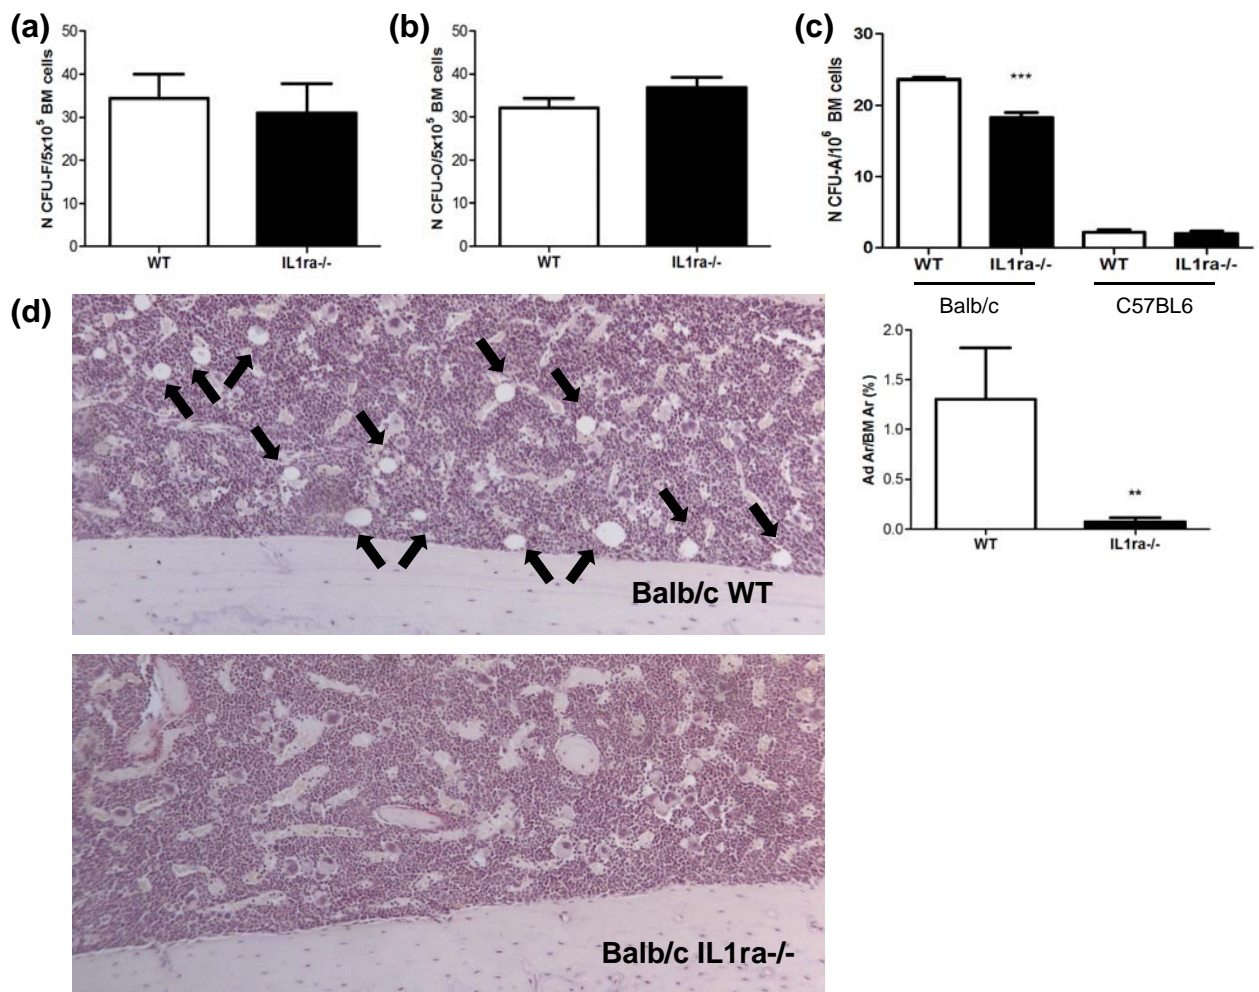 (a)
N CFU-F/5x10⁵ BM cells
50
40
30
20
10
0
WT IL1ra-/-
(b)
N CFU-O/5x10⁵ BM cells
50
40
30
20
10
0
WT IL1ra-/-
(c)
N CFU-A/10⁶ BM cells
30
20
10
0
***
WT IL1ra-/- WT IL1ra-/-
Balb/c C57BL6
(d)
Balb/c WT
Ad Ar/BM Ar (%)
2.0
1.5
1.0
0.5
0.0
**
WT IL1ra-/-
Balb/c IL1ra-/-